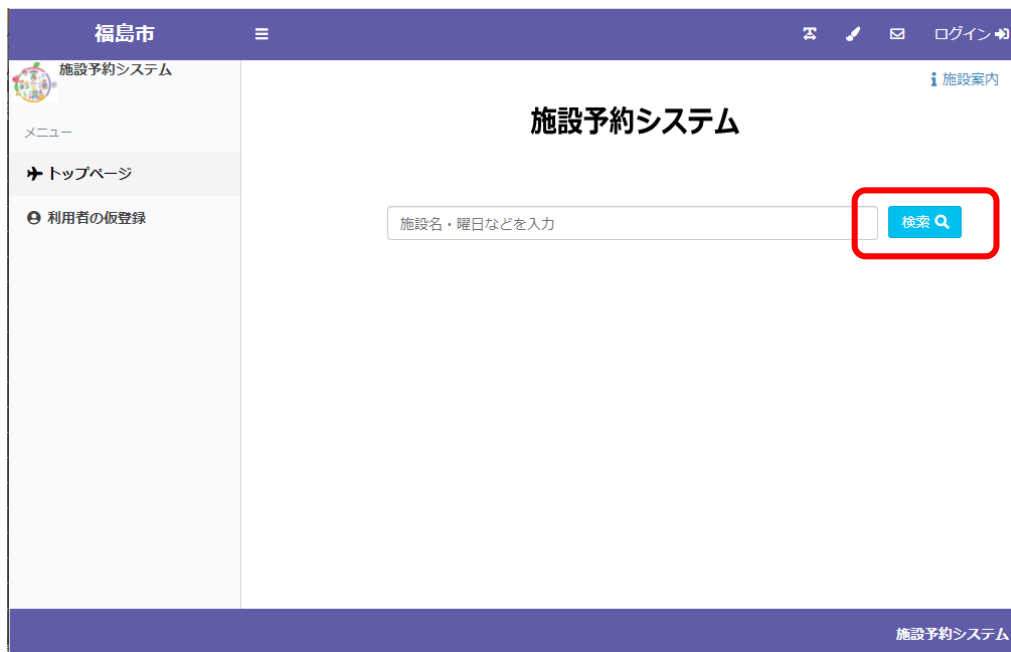 福島市
ログイン
施設予約システム
施設案内
メニュー
施設予約システム
トップページ
利用者の仮登録
施設名・曜日などを入力
検索
施設予約システム